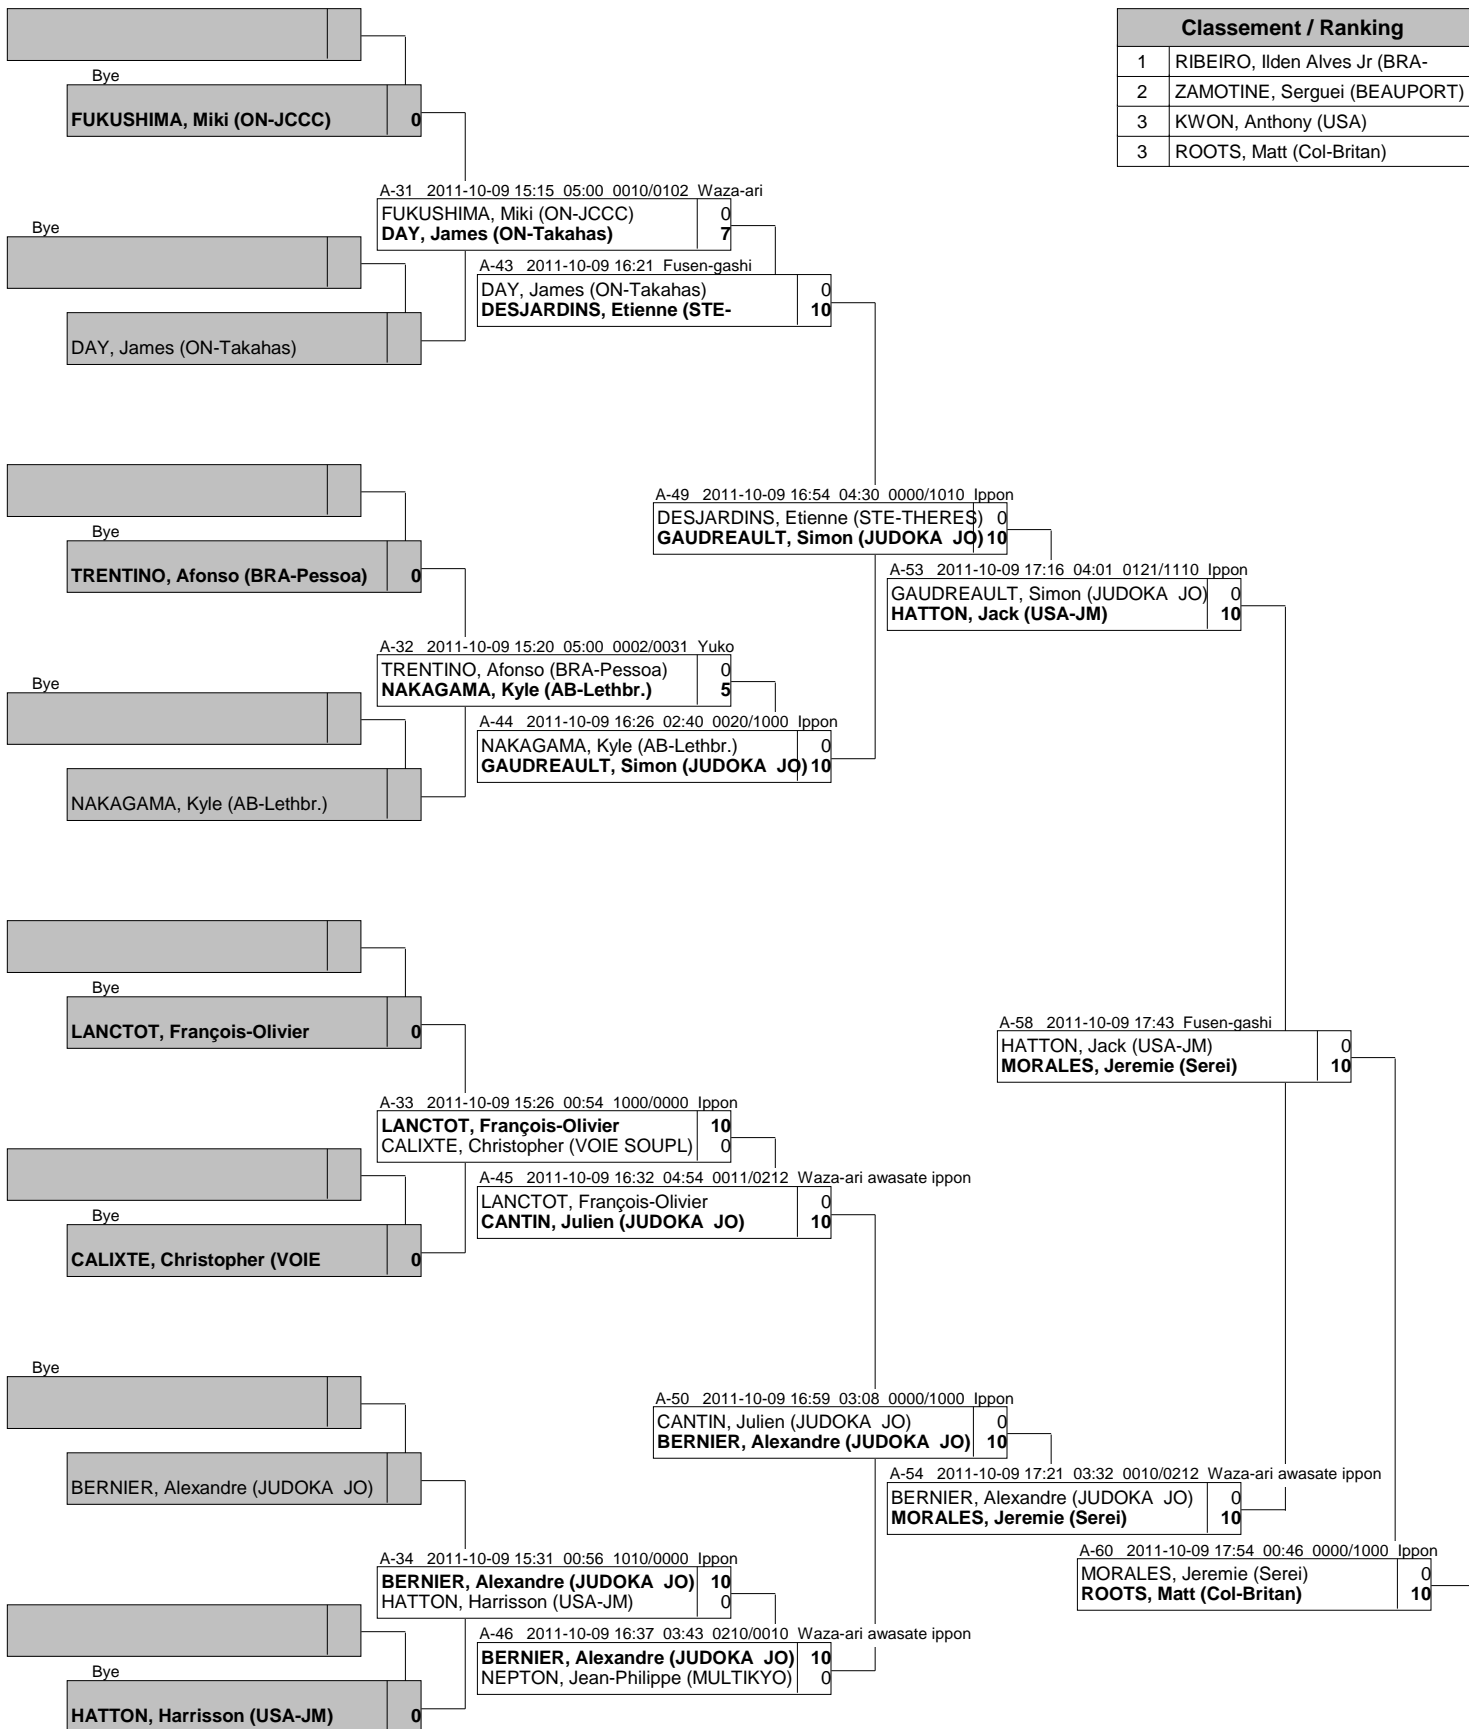 Classement / Ranking
1 RIBEIRO, Ilden Alves Jr (BRA-
2 ZAMOTINE, Serguei (BEAUPORT)
3 KWON, Anthony (USA)
3 ROOTS, Matt (Col-Britan)
Bye
FUKUSHIMA, Miki (ON-JCCC) 0
A-31 2011-10-09 15:15 05:00 0010/0102 Waza-ari
FUKUSHIMA, Miki (ON-JCCC) 0
DAY, James (ON-Takahas) 7
Bye
A-43 2011-10-09 16:21 Fusen-gashi
DAY, James (ON-Takahas) 0
DESJARDINS, Etienne (STE- 10
DAY, James (ON-Takahas)
A-49 2011-10-09 16:54 04:30 0000/1010 Ippon
DESJARDINS, Etienne (STE-THERES) 0
GAUDREAULT, Simon (JUDOKA JO) 10
Bye
TRENTINO, Afonso (BRA-Pessoa) 0
A-53 2011-10-09 17:16 04:01 0121/1110 Ippon
GAUDREAULT, Simon (JUDOKA JO) 0
HATTON, Jack (USA-JM) 10
A-32 2011-10-09 15:20 05:00 0002/0031 Yuko
TRENTINO, Afonso (BRA-Pessoa) 0
NAKAGAMA, Kyle (AB-Lethbr.) 5
Bye
A-44 2011-10-09 16:26 02:40 0020/1000 Ippon
NAKAGAMA, Kyle (AB-Lethbr.) 0
GAUDREAULT, Simon (JUDOKA JO) 10
NAKAGAMA, Kyle (AB-Lethbr.)
Bye
LANCTOT, François-Olivier 0
A-58 2011-10-09 17:43 Fusen-gashi
HATTON, Jack (USA-JM) 0
MORALES, Jeremie (Serei) 10
A-33 2011-10-09 15:26 00:54 1000/0000 Ippon
LANCTOT, François-Olivier 10
CALIXTE, Christopher (VOIE SOUPL) 0
A-45 2011-10-09 16:32 04:54 0011/0212 Waza-ari awasate ippon
LANCTOT, François-Olivier 0
CANTIN, Julien (JUDOKA JO) 10
Bye
CALIXTE, Christopher (VOIE 0
Bye
A-50 2011-10-09 16:59 03:08 0000/1000 Ippon
CANTIN, Julien (JUDOKA JO) 0
BERNIER, Alexandre (JUDOKA JO) 10
BERNIER, Alexandre (JUDOKA JO)
A-54 2011-10-09 17:21 03:32 0010/0212 Waza-ari awasate ippon
BERNIER, Alexandre (JUDOKA JO) 0
MORALES, Jeremie (Serei) 10
A-34 2011-10-09 15:31 00:56 1010/0000 Ippon
BERNIER, Alexandre (JUDOKA JO) 10
HATTON, Harrisson (USA-JM) 0
A-60 2011-10-09 17:54 00:46 0000/1000 Ippon
MORALES, Jeremie (Serei) 0
ROOTS, Matt (Col-Britan) 10
A-46 2011-10-09 16:37 03:43 0210/0010 Waza-ari awasate ippon
BERNIER, Alexandre (JUDOKA JO) 10
NEPTON, Jean-Philippe (MULTIKYO) 0
Bye
HATTON, Harrisson (USA-JM) 0